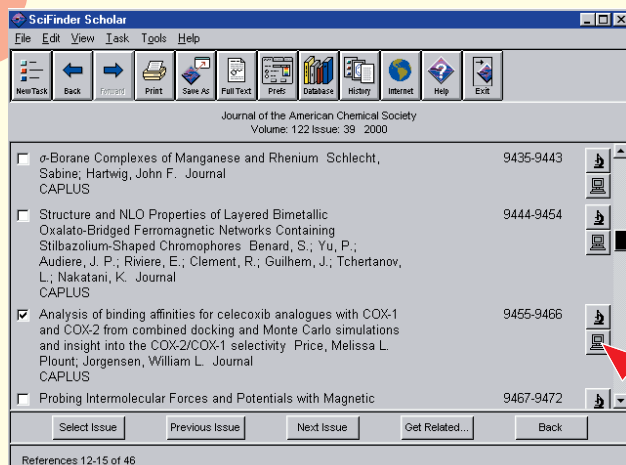 SciFinder Scholar
File Edit View Task Tools Help
New Task Back Forward Print Save As Full Text Prefs Database History Internet Help Exit
Journal of the American Chemical Society
Volume: 122 Issue: 39 2000
σ-Borane Complexes of Manganese and Rhenium Schlecht, 9435-9443
Sabine; Hartwig, John F. Journal
CAPLUS
Structure and NLO Properties of Layered Bimetallic 9444-9454
Oxalato-Bridged Ferromagnetic Networks Containing
Stilbazolium-Shaped Chromophores Benard, S.; Yu, P.;
Audiere, J. P.; Riviere, E.; Clement, R.; Guilhem, J.; Tchertanov,
L.; Nakatani, K. Journal
CAPLUS
Analysis of binding affinities for celecoxib analogues with COX-1 9455-9466
and COX-2 from combined docking and Monte Carlo simulations
and insight into the COX-2/COX-1 selectivity Price, Melissa L.
Plount; Jorgensen, William L. Journal
CAPLUS
Probing Intermolecular Forces and Potentials with Magnetic 9467-9472
Select Issue Previous Issue Next Issue Get Related... Back
References 12-15 of 46